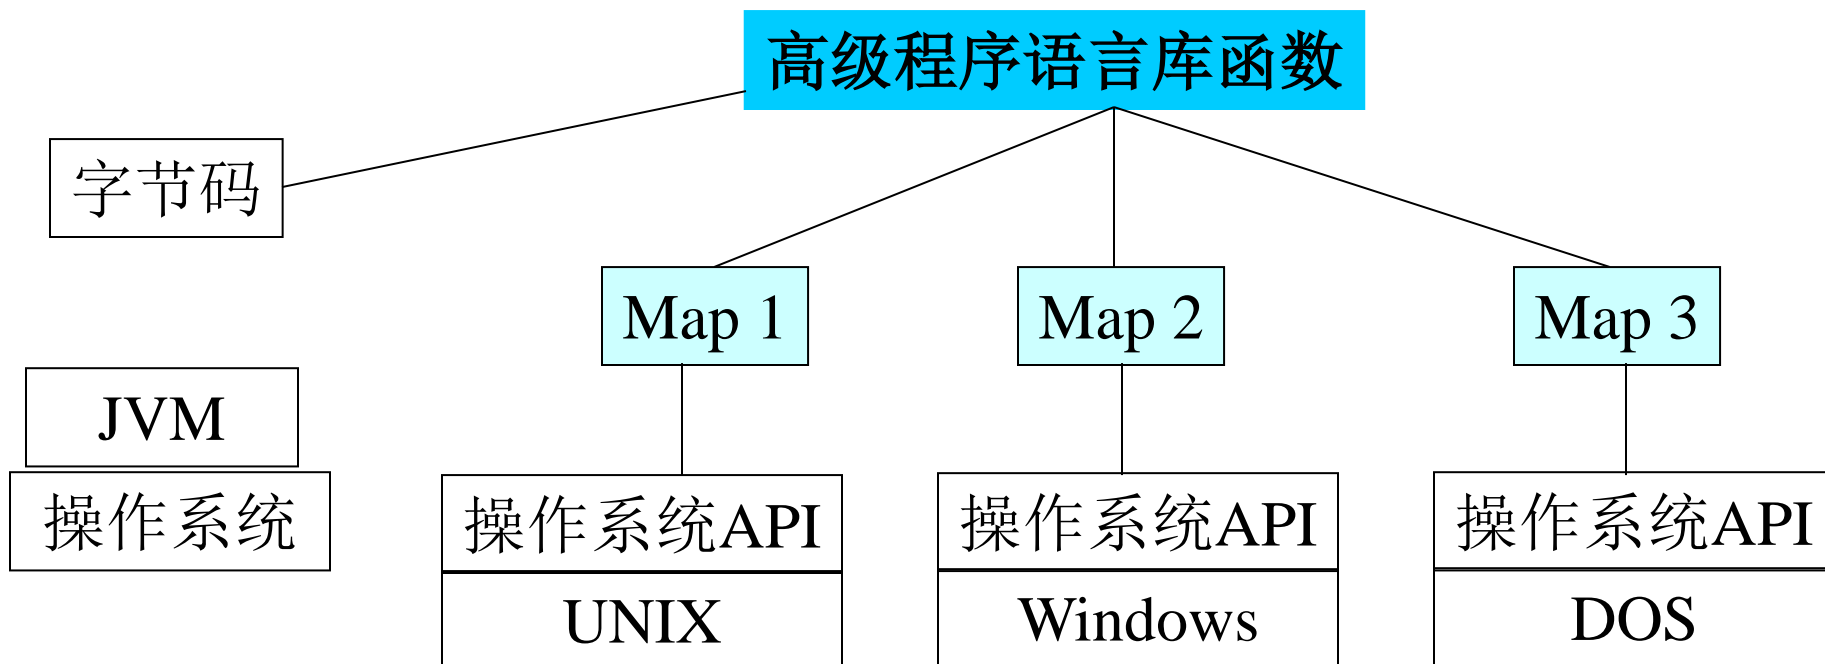 高级程序语言库函数
字节码
Map 1
Map 2
Map 3
JVM
操作系统
操作系统API
操作系统API
操作系统API
UNIX
Windows
DOS